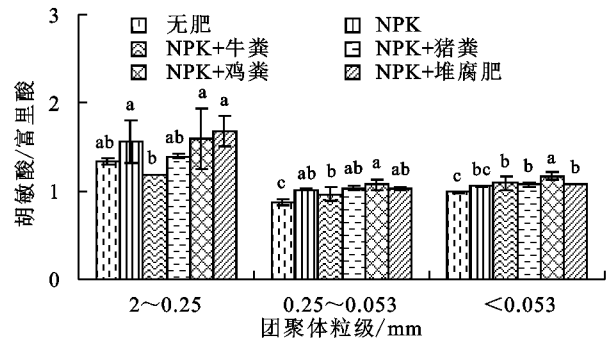 3
2
1
0
胡敏酸/富里酸
无肥 NPK
NPK+牛粪 NPK+猪粪
NPK+鸡粪 NPK+堆腐肥
ab a b ab a a
c ab b ab a ab
c bc b b a b
2～0.25 0.25～0.053 <0.053
团聚体粒级/mm